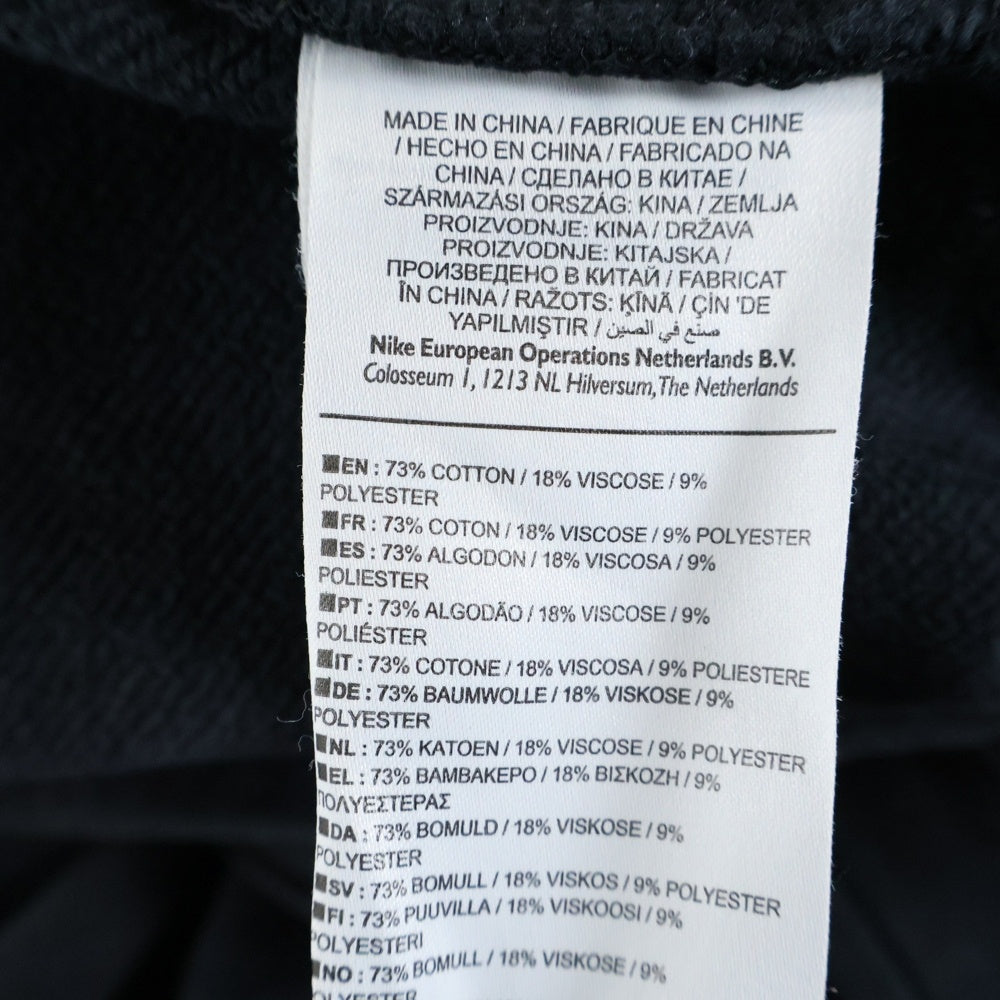 MADE IN CHINA / FABRIQUE EN CHINE
/ HECHO EN CHINA / FABRICADO NA
CHINA / СДЕЛАНО В КИТАЕ /
SZÁRMAZÁSI ORSZÁG: KINA / ZEMLJA
PROIZVODNJE: KINA / DRŽAVA
PROIZVODNJE: KITAJSKA /
ПРОИЗВЕДЕНО В КИТАЙ / FABRICAT
ÎN CHINA / RAŽOTS: ĶĪNĀ / ÇİN 'DE
YAPILMIŞTIR / صنع في الصين
Nike European Operations Netherlands B.V.
Colosseum 1, 1213 NL Hilversum, The Netherlands
EN : 73% COTTON / 18% VISCOSE / 9%
POLYESTER
FR : 73% COTON / 18% VISCOSE / 9% POLYESTER
ES : 73% ALGODON / 18% VISCOSA / 9%
POLIESTER
PT : 73% ALGODÃO / 18% VISCOSE / 9%
POLIÉSTER
IT : 73% COTONE / 18% VISCOSA / 9% POLIESTERE
DE : 73% BAUMWOLLE / 18% VISKOSE / 9%
POLYESTER
NL : 73% KATOEN / 18% VISCOSE / 9% POLYESTER
EL : 73% ΒΑΜΒΑΚΕΡΟ / 18% ΒΙΣΚΟΖΗ / 9%
ΠΟΛΥΕΣΤΕΡΑΣ
DA : 73% BOMULD / 18% VISKOSE / 9%
POLYESTER
SV : 73% BOMULL / 18% VISKOS / 9% POLYESTER
FI : 73% PUUVILLA / 18% VISKOOSI / 9%
POLYESTERI
NO : 73% BOMULL / 18% VISKOSE / 9%
POLYESTER